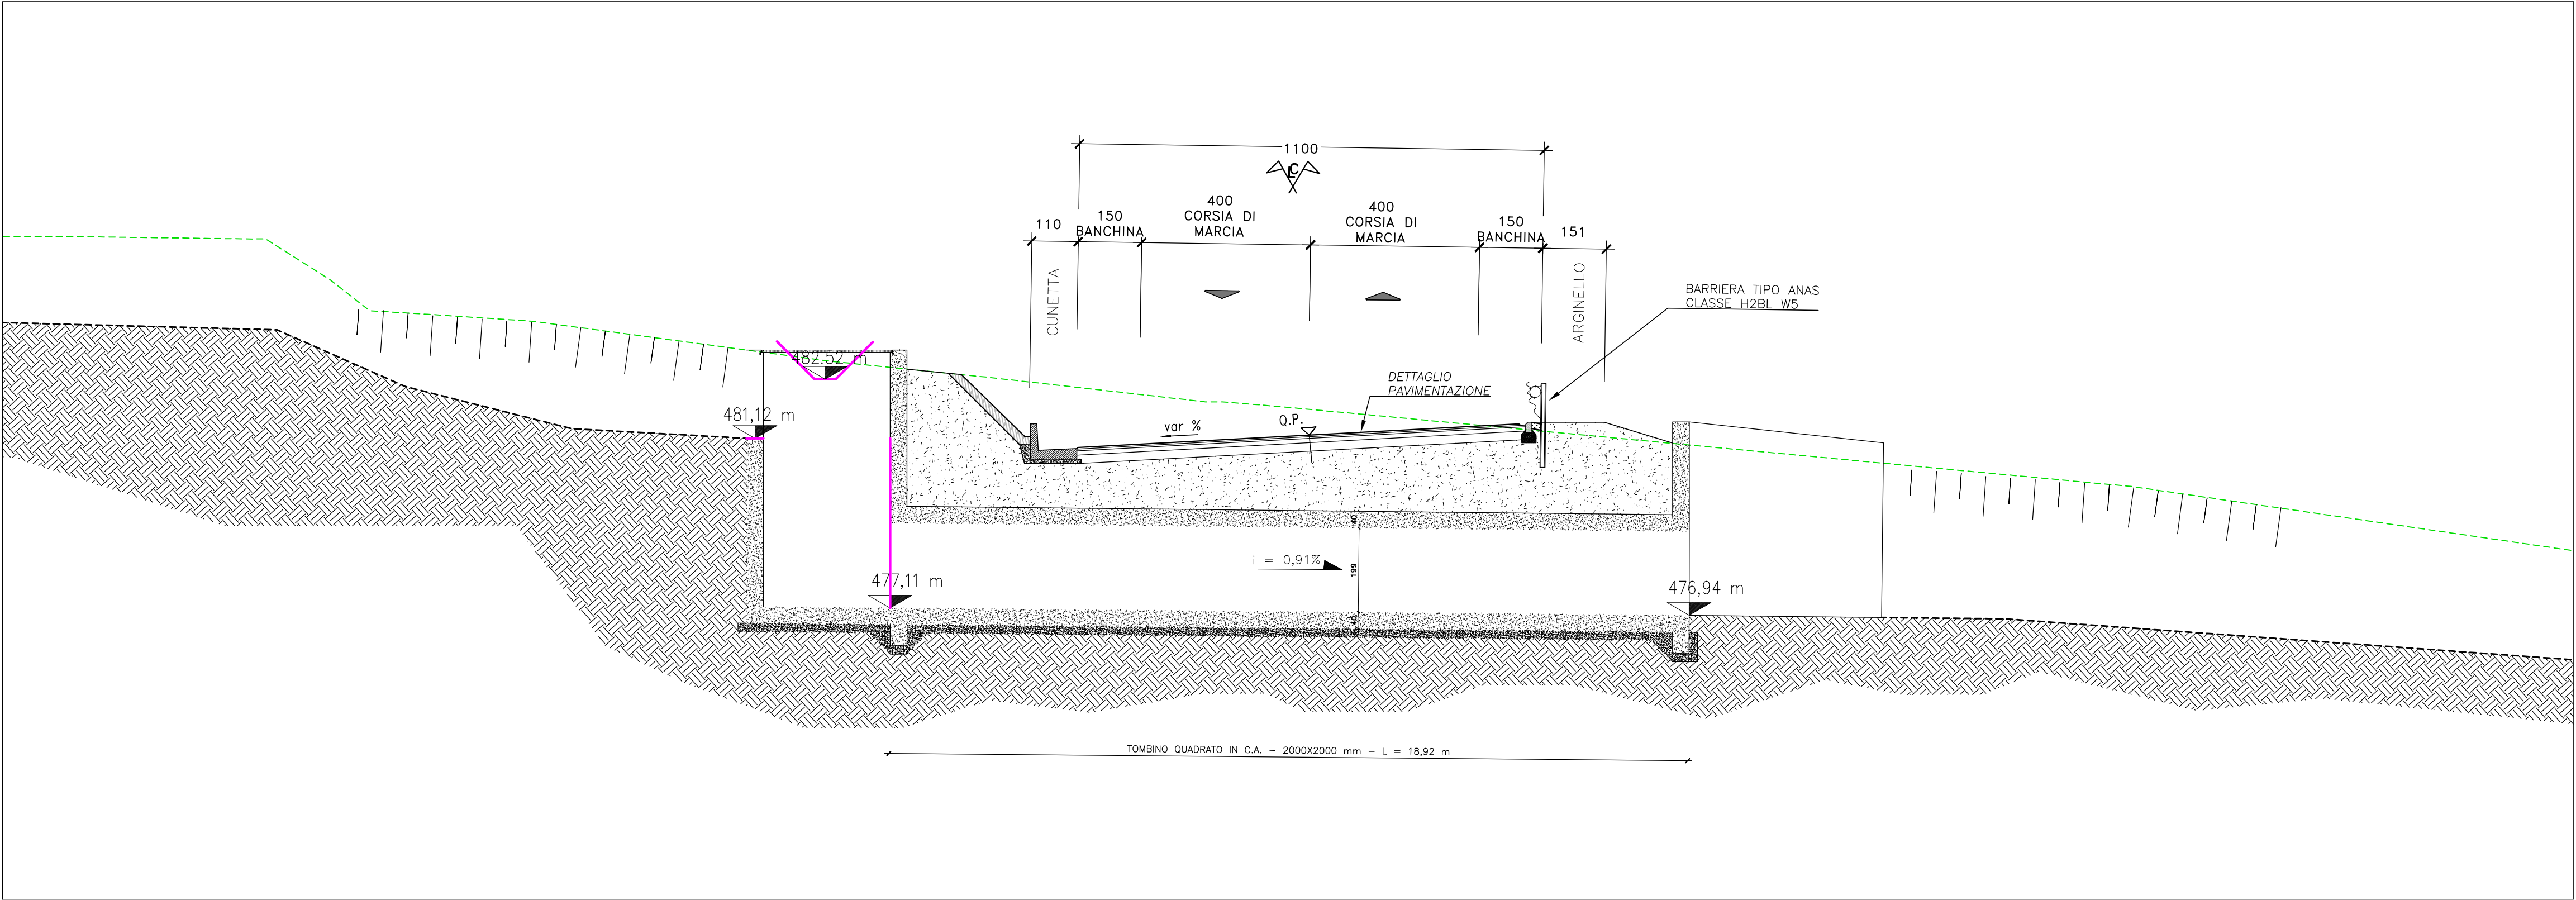 1100
CL
400
CORSIA DI
MARCIA
400
CORSIA DI
MARCIA
110
150
BANCHINA
150
BANCHINA
151
CUNETTA
ARGINELLO
BARRIERA TIPO ANAS
CLASSE H2BL W5
482.52 m
481,12 m
DETTAGLIO
PAVIMENTAZIONE
var %
Q.P.
40
i = 0,91%
199
477,11 m
476,94 m
40
TOMBINO QUADRATO IN C.A. - 2000X2000 mm - L = 18,92 m